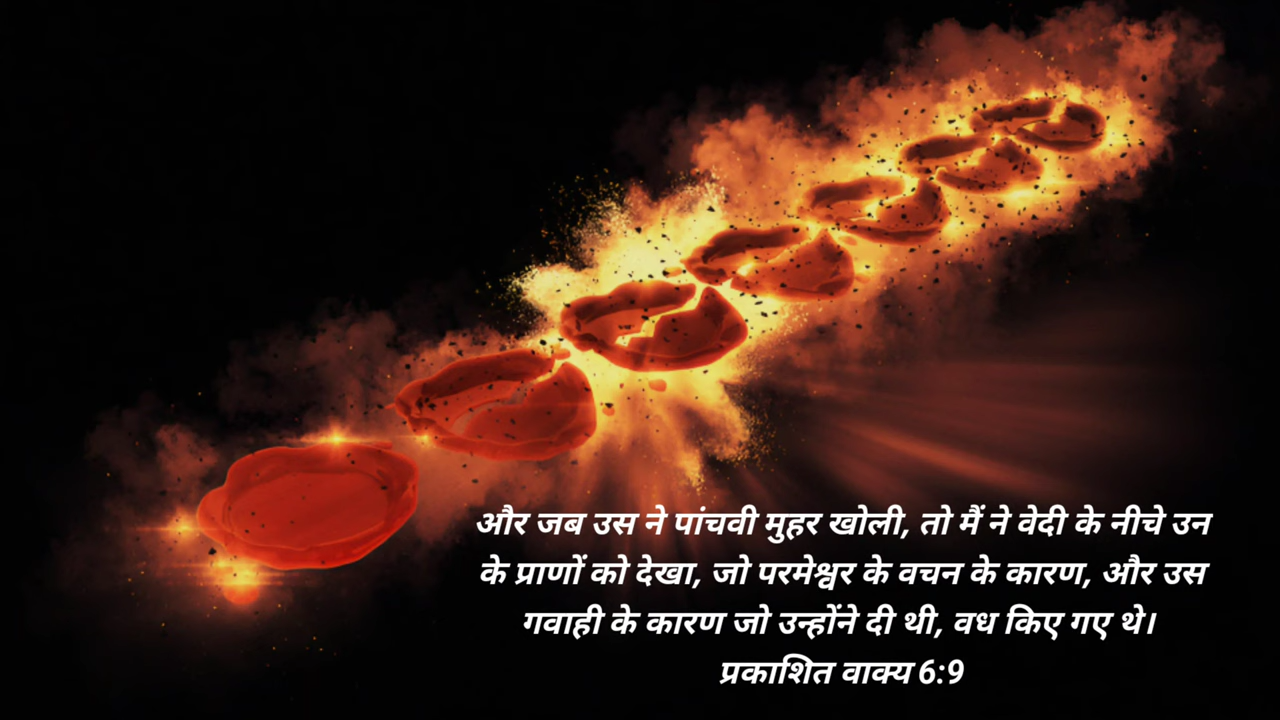 और जब उस ने पांचवी मुहर खोली, तो मैं ने वेदी के नीचे उन
के प्राणों को देखा, जो परमेश्वर के वचन के कारण, और उस
गवाही के कारण जो उन्होंने दी थी, वध किए गए थे।
प्रकाशित वाक्य 6:9